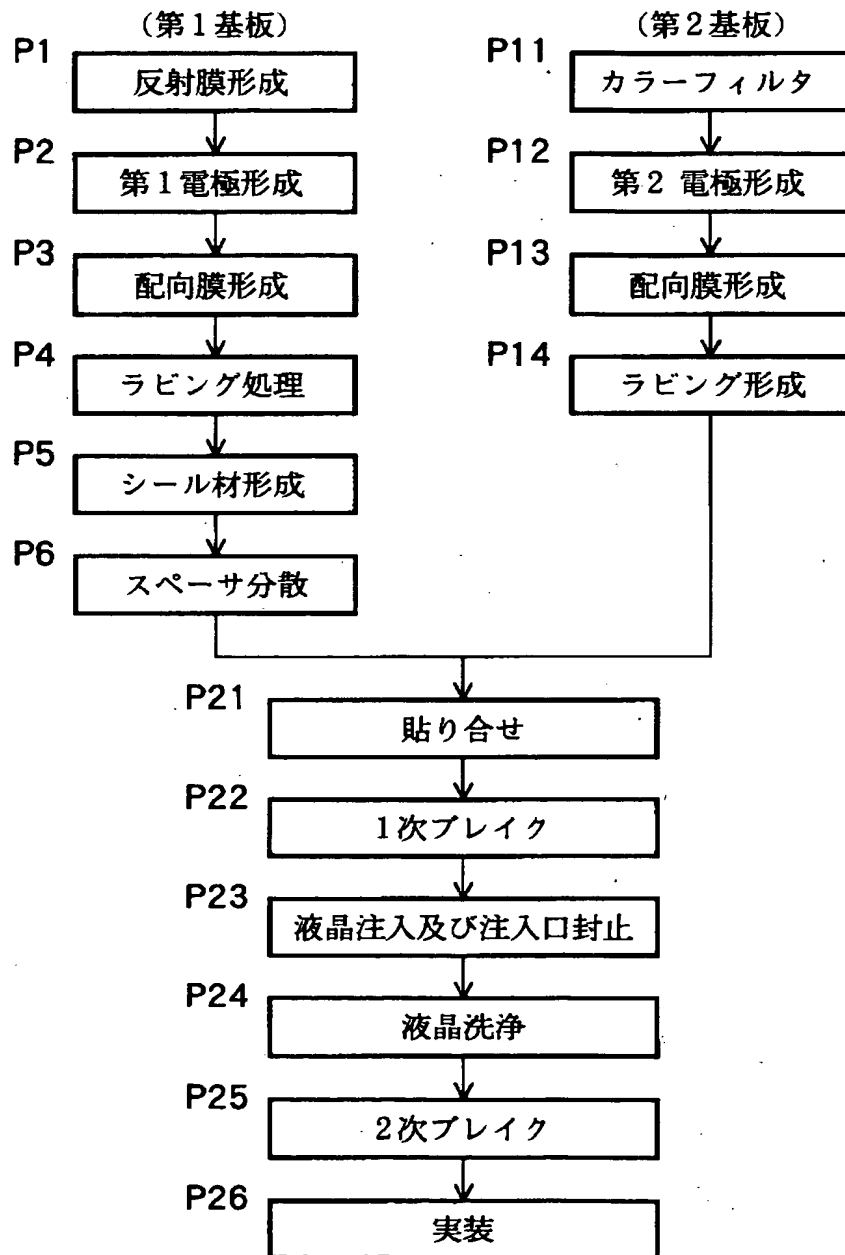 (第1基板)
P1
反射膜形成
P2
第1電極形成
P3
配向膜形成
P4
ラビング処理
P5
シール材形成
P6
スペーサ分散
(第2基板)
P11
カラーフィルタ
P12
第2 電極形成
P13
配向膜形成
P14
ラビング形成
P21
貼り合せ
P22
1次ブレイク
P23
液晶注入及び注入口封止
P24
液晶洗浄
P25
2次ブレイク
P26
実装